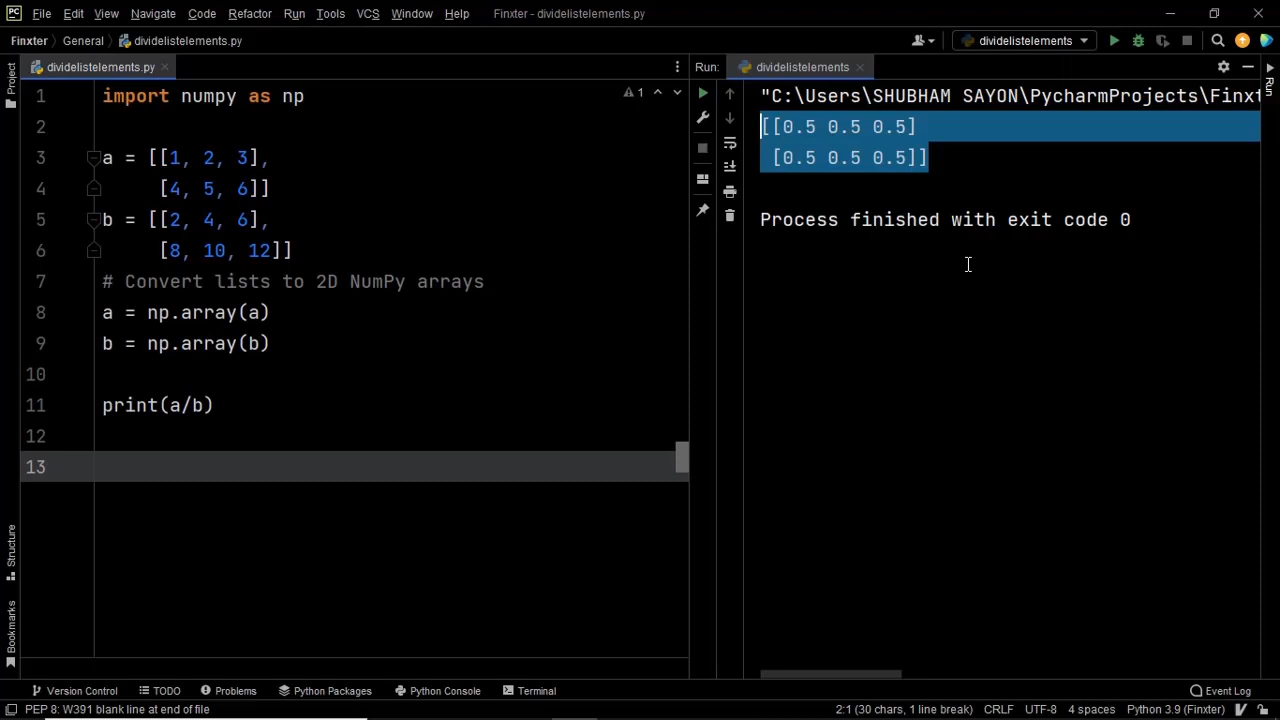 PC File Edit View Navigate Code Refactor Run Tools VCS Window Help Finxter - dividelistelements.py
Finxter General dividelistelements.py dividelistelements
Project
dividelistelements.py
Run: dividelistelements
Run
1 import numpy as np
2
3 a = [[1, 2, 3],
4 [4, 5, 6]]
5 b = [[2, 4, 6],
6 [8, 10, 12]]
7 # Convert lists to 2D NumPy arrays
8 a = np.array(a)
9 b = np.array(b)
10
11 print(a/b)
12
13
1
"C:\Users\SHUBHAM SAYON\PycharmProjects\Finxt
[[0.5 0.5 0.5]
[0.5 0.5 0.5]]
Process finished with exit code 0
Structure
Bookmarks
Version Control TODO Problems Python Packages Python Console Terminal Event Log
PEP 8: W391 blank line at end of file 2:1 (30 chars, 1 line break) CRLF UTF-8 4 spaces Python 3.9 (Finxter)